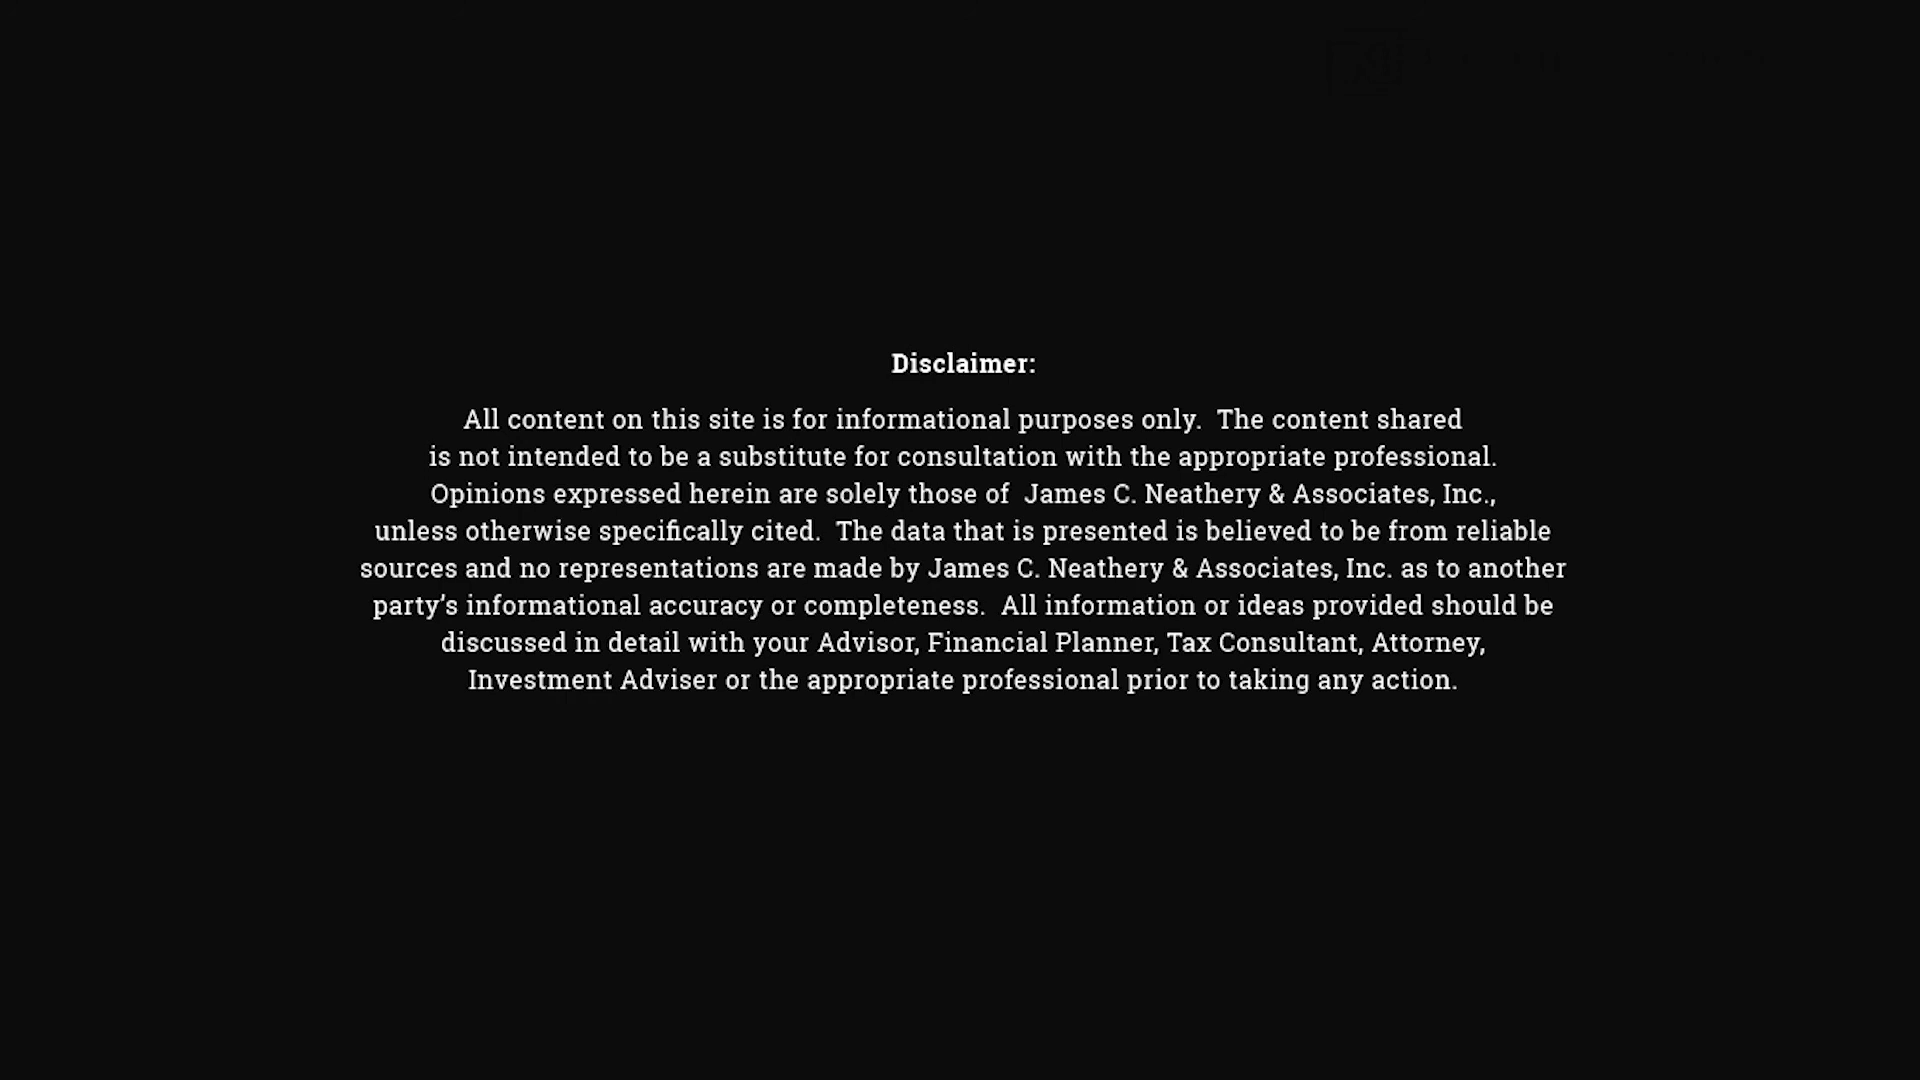 Disclaimer:
All content on this site is for informational purposes only.  The content shared
is not intended to be a substitute for consultation with the appropriate professional.
Opinions expressed herein are solely those of  James C. Neathery & Associates, Inc.,
unless otherwise specifically cited.  The data that is presented is believed to be from reliable
sources and no representations are made by James C. Neathery & Associates, Inc. as to another
party’s informational accuracy or completeness.  All information or ideas provided should be
discussed in detail with your Advisor, Financial Planner, Tax Consultant, Attorney,
Investment Adviser or the appropriate professional prior to taking any action.